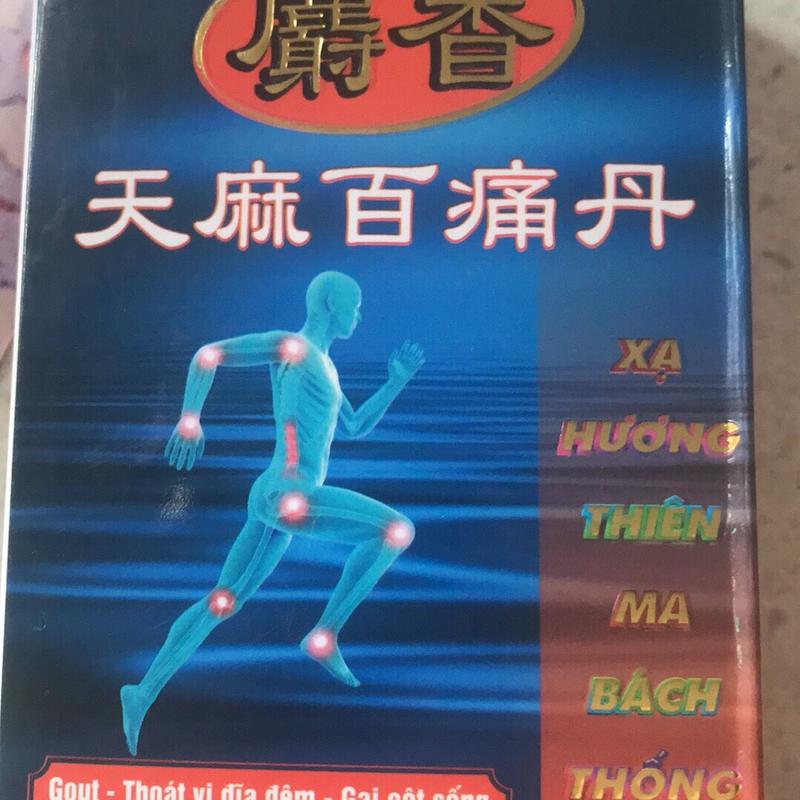 麝香
天麻百痛丹
XẠ
HƯƠNG
THIÊN
MA
BÁCH
THỐNG
Gout - Thoát vị đĩa đệm - Gai cột sống